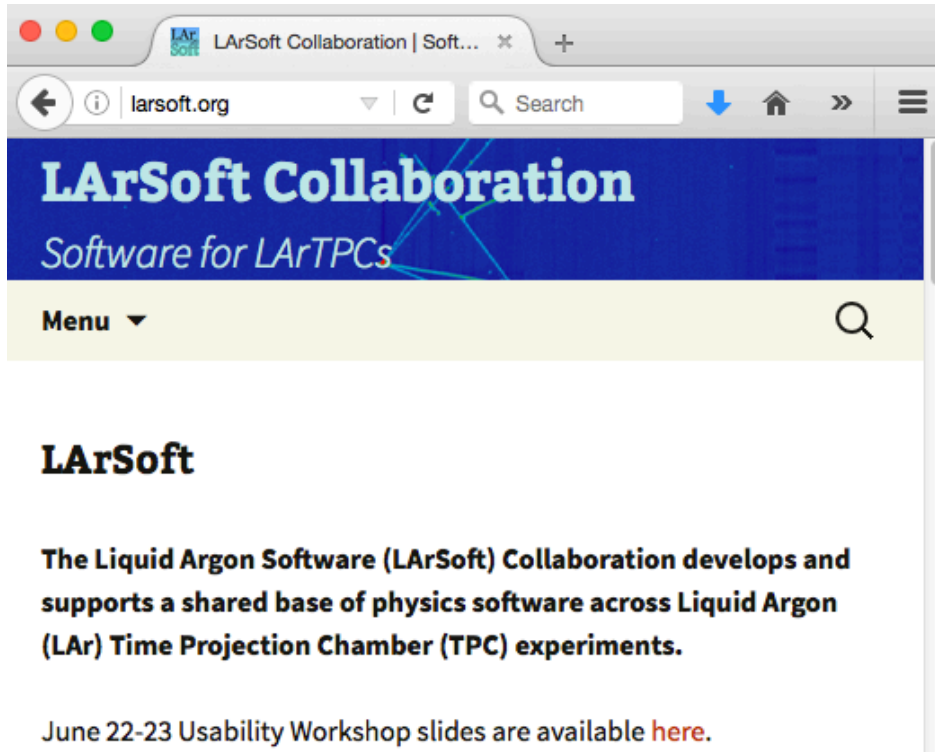 LAr Soft LArSoft Collaboration | Soft...
larsoft.org Search
LArSoft Collaboration
Software for LArTPCs
Menu
LArSoft
The Liquid Argon Software (LArSoft) Collaboration develops and
supports a shared base of physics software across Liquid Argon
(LAr) Time Projection Chamber (TPC) experiments.
June 22-23 Usability Workshop slides are available here.